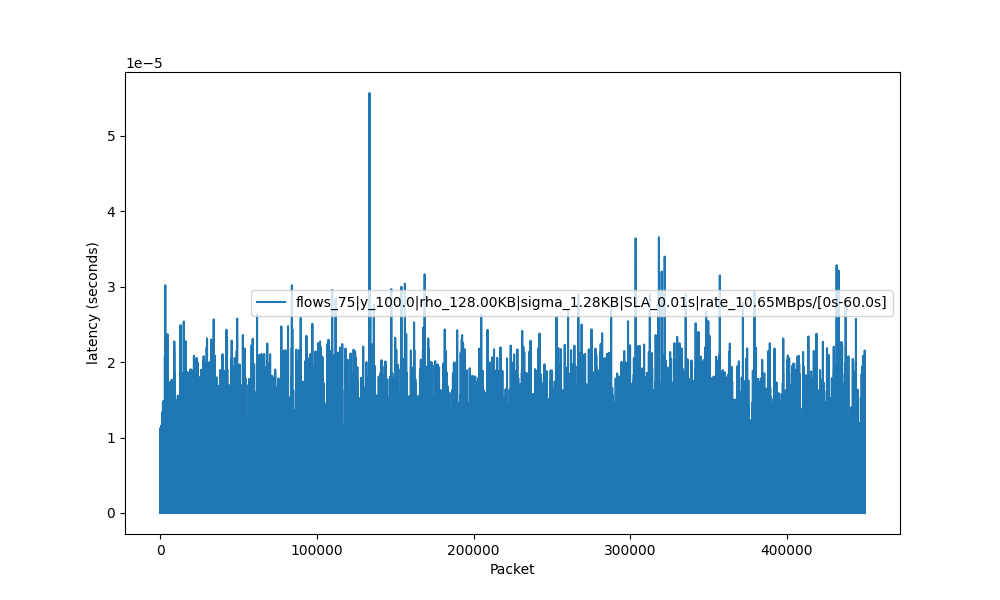 1e−5
5
4
3
2
1
0
latency (seconds)
flows_75|y_100.0|rho_128.00KB|sigma_1.28KB|SLA_0.01s|rate_10.65MBps/[0s-60.0s]
0 100000 200000 300000 400000
Packet